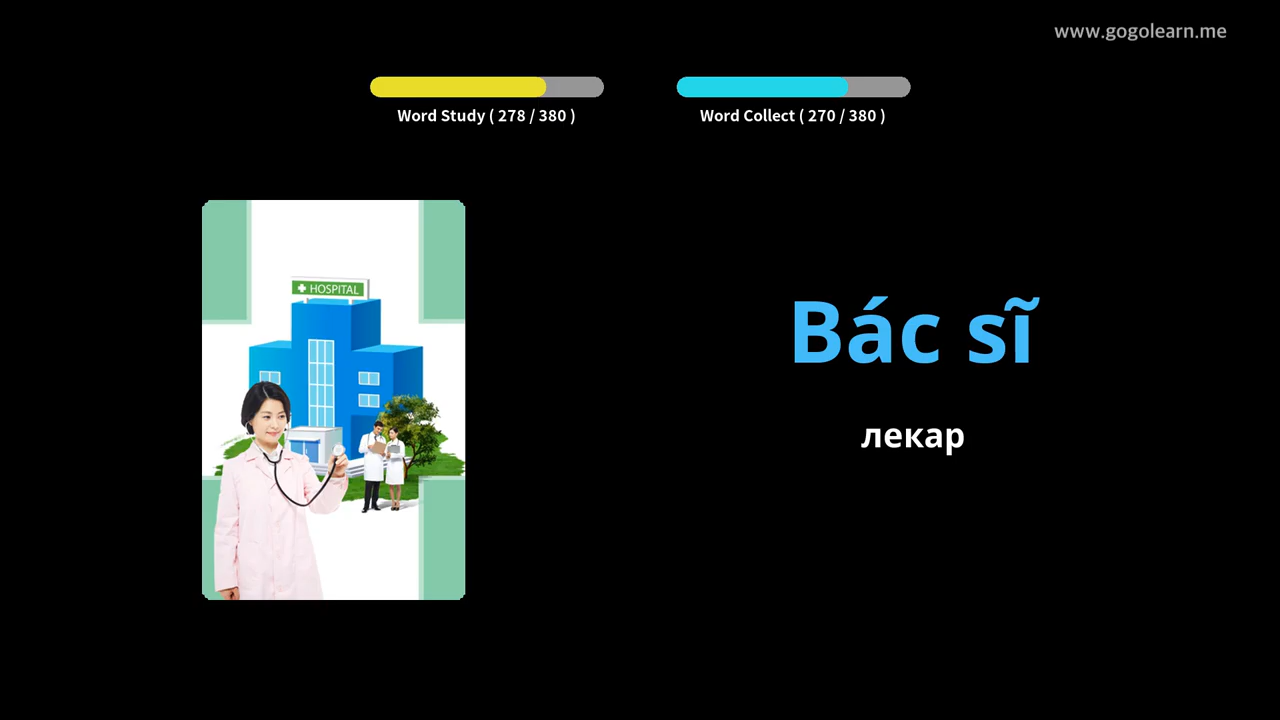 www.gogolearn.me
Word Study ( 278 / 380 )
Word Collect ( 270 / 380 )
HOSPITAL
Bác sĩ
лекар